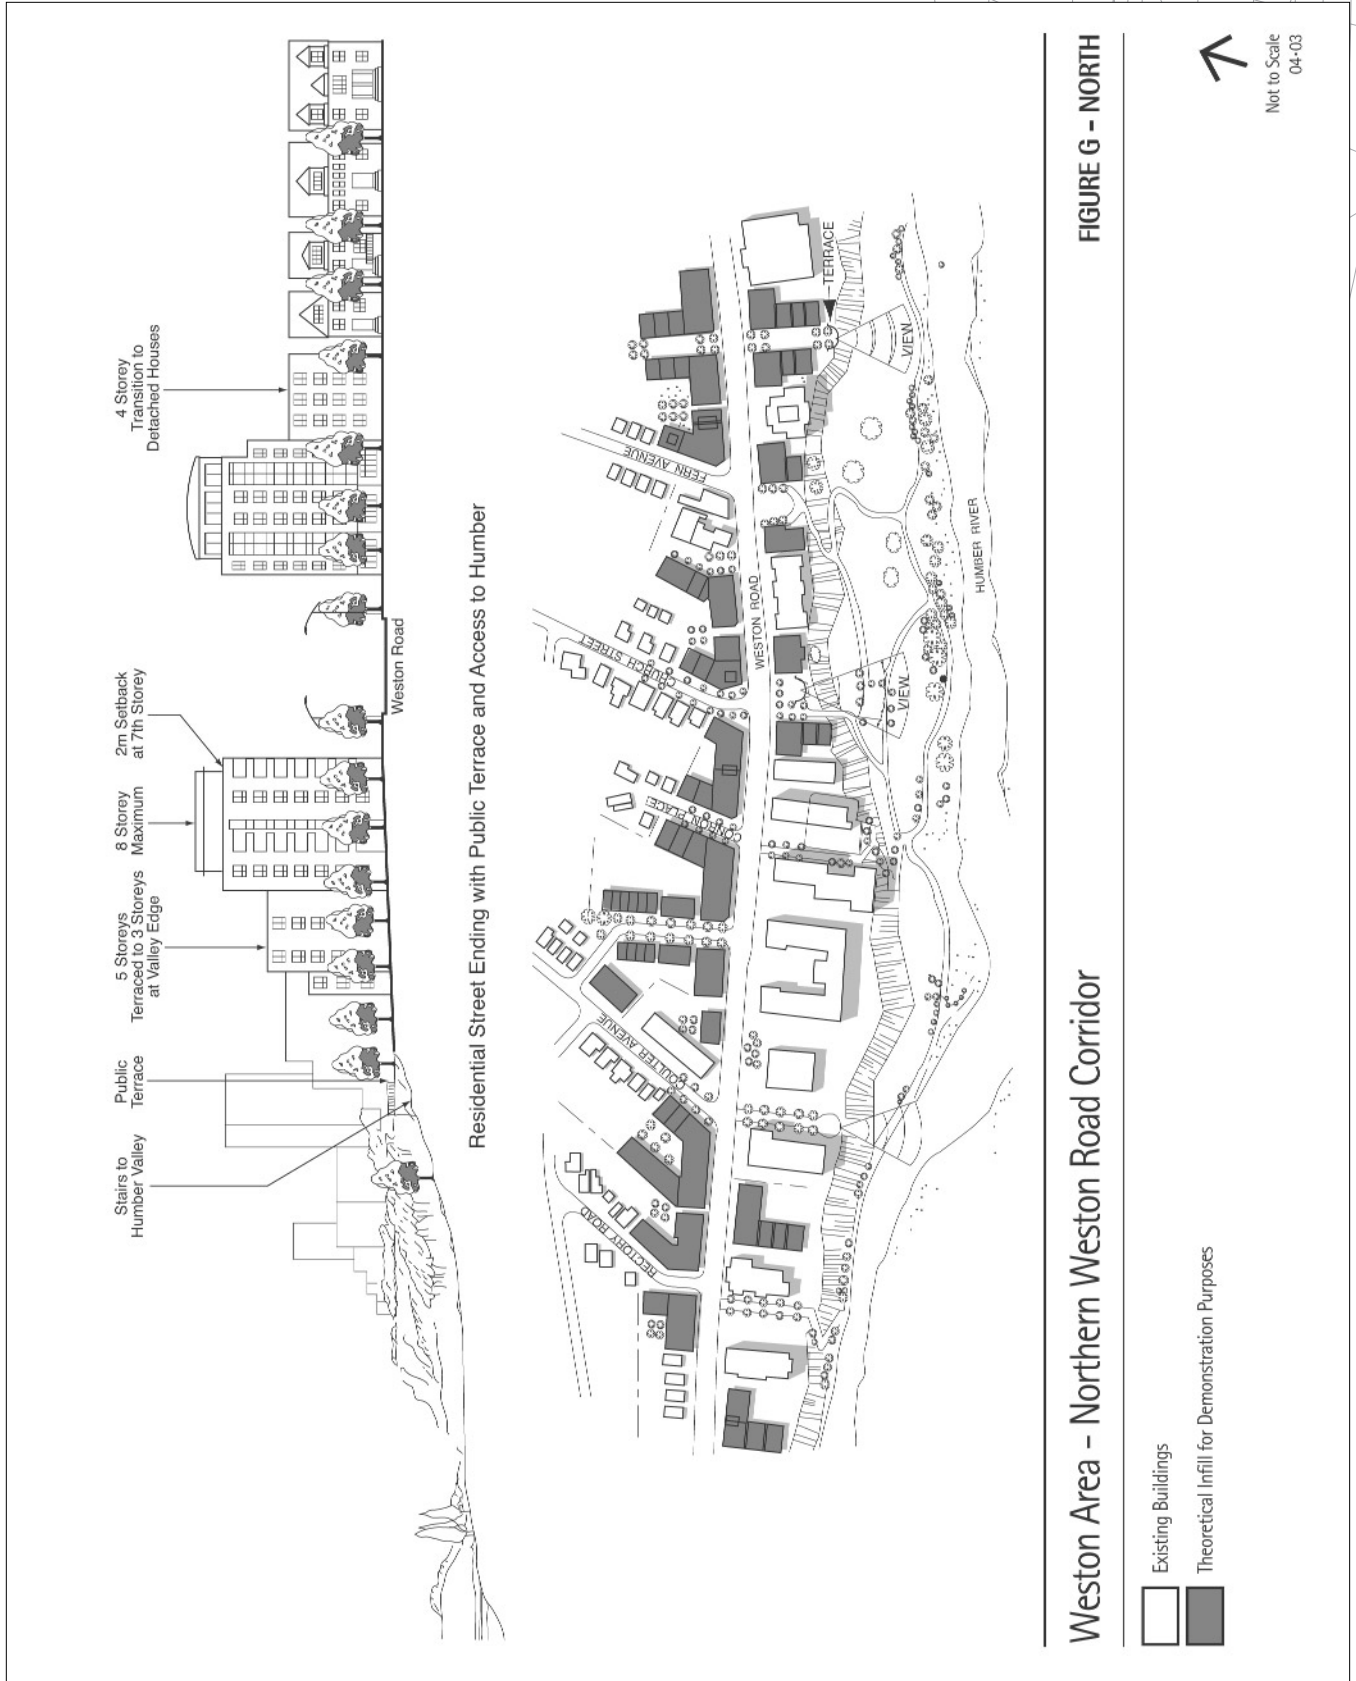 Stairs to
Humber Valley
Public
Terrace
5 Storeys
Terraced to 3 Storeys
at Valley Edge
8 Storey
Maximum
2m Setback
at 7th Storey
4 Storey
Transition to
Detached Houses
Weston Road
Residential Street Ending with Public Terrace and Access to Humber
RECTORY ROAD
COULTER AVENUE
CONRON PLACE
CHURCH STREET
FERN AVENUE
WESTON ROAD
TERRACE
VIEW
VIEW
HUMBER RIVER
Weston Area - Northern Weston Road Corridor
FIGURE G - NORTH
Existing Buildings
Theoretical Infill for Demonstration Purposes
Not to Scale
04-03